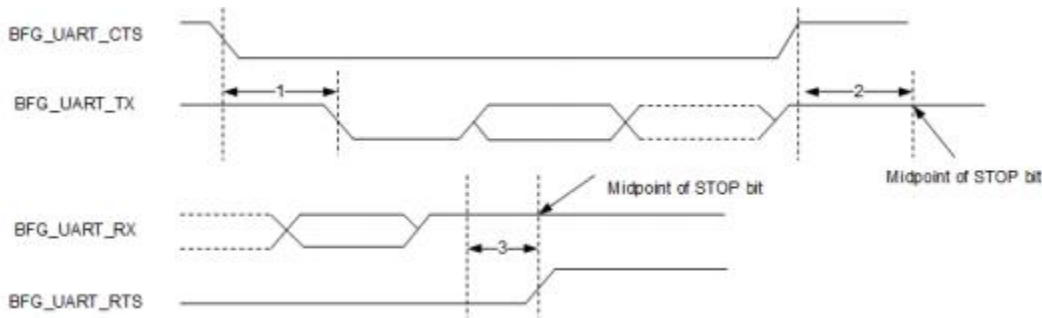 BFG_UART_CTS
1
2
BFG_UART_TX
Midpoint of STOP bit
Midpoint of STOP bit
BFG_UART_RX
3
BFG_UART_RTS